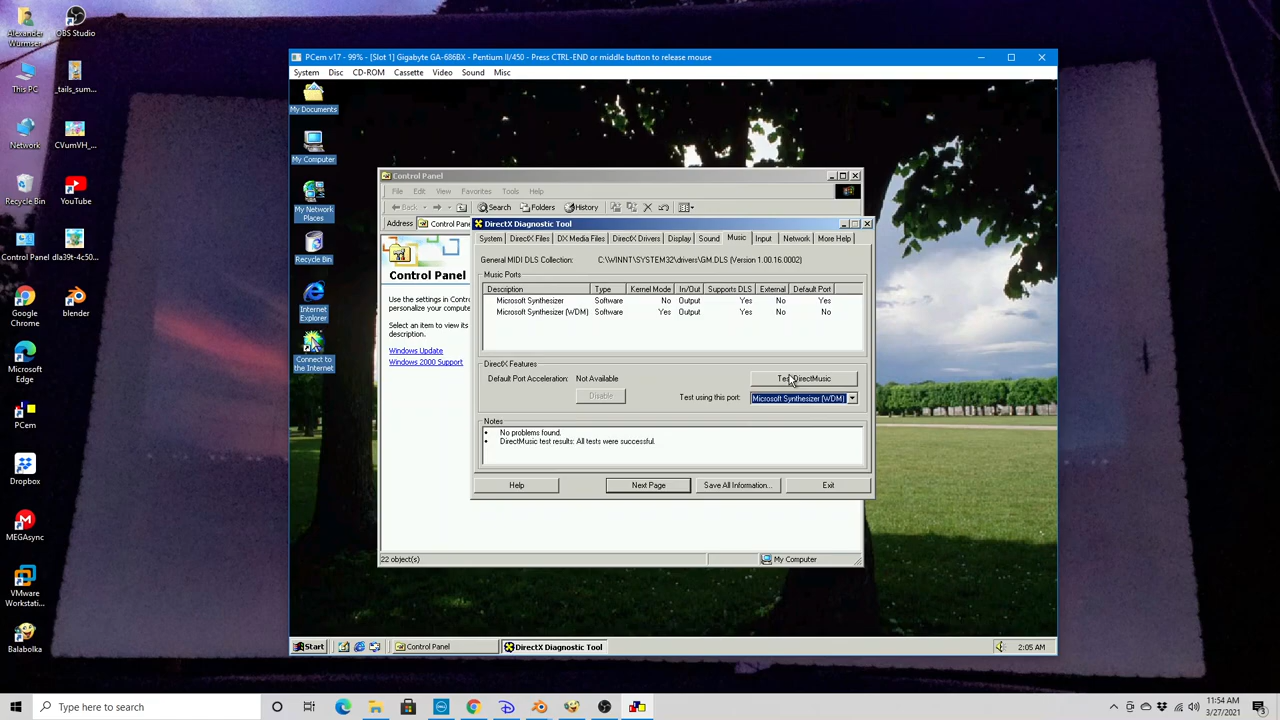 Alexander Wurmser
OBS Studio
This PC
_tails_sum...
Network
CVumVH_...
Recycle Bin
YouTube
Control Panel
dla39t-4c50...
Google Chrome
blender
Microsoft Edge
PCem
Dropbox
MEGAsync
VMware Workstati...
Balabolka
PCem v17 - 99% - [Slot 1] Gigabyte GA-686BX - Pentium II/450 - Press CTRL-END or middle button to release mouse
System Disc CD-ROM Cassette Video Sound Misc
My Documents
My Computer
My Network Places
Recycle Bin
Internet Explorer
Connect to the Internet
Control Panel
File Edit View Favorites Tools Help
Back Search Folders History
Address Control Pane
Control Panel
Use the settings in Contro
personalize your computer
Select an item to view its
description.
Windows Update
Windows 2000 Support
22 object(s) My Computer
DirectX Diagnostic Tool
System DirectX Files DX Media Files DirectX Drivers Display Sound Music Input Network More Help
General MIDI DLS Collection: C:\WINNT\SYSTEM32\drivers\GM.DLS (Version 1.00.16.0002)
Music Ports
Description Type Kernel Mode In/Out Supports DLS External Default Port
Microsoft Synthesizer Software No Output Yes No Yes
Microsoft Synthesizer (WDM) Software Yes Output Yes No No
DirectX Features
Default Port Acceleration: Not Available Test DirectMusic
Disable Test using this port: Microsoft Synthesizer (WDM)
Notes
• No problems found.
• DirectMusic test results: All tests were successful.
Help Next Page Save All Information... Exit
Start Control Panel DirectX Diagnostic Tool 2:05 AM
Type here to search
DELL
11:54 AM
3/27/2021
3